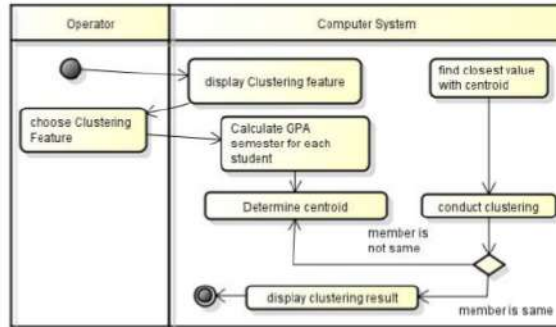 Operator
Computer System
display Clustering feature
find closest value
with centroid
choose Clustering
Feature
Calculate GPA
semester for each
student
Determine centroid
conduct clustering
member is
not same
display clustering result
member is same